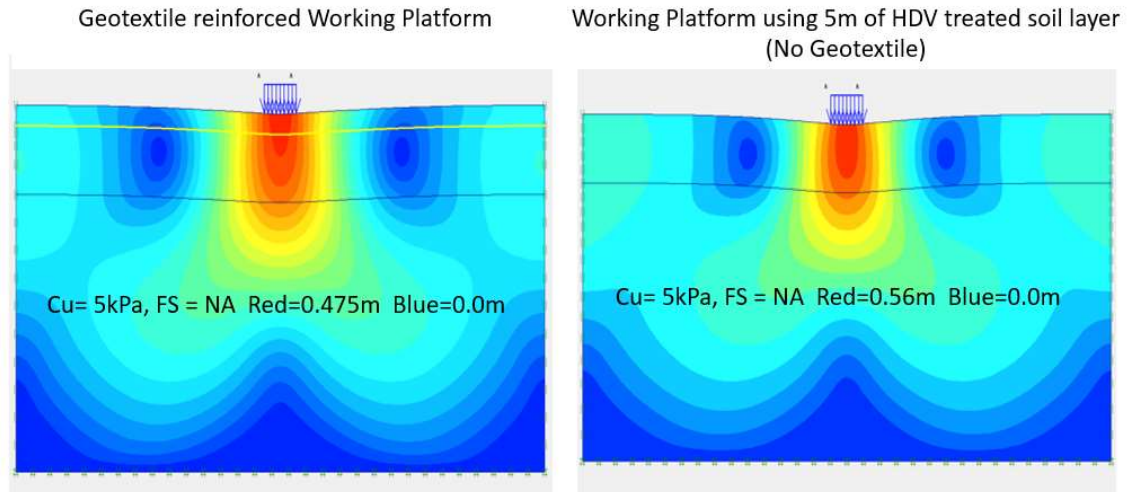 Geotextile reinforced Working Platform
Working Platform using 5m of HDV treated soil layer
(No Geotextile)
A A
A A
Cu= 5kPa, FS = NA Red=0.475m Blue=0.0m
Cu= 5kPa, FS = NA Red=0.56m Blue=0.0m